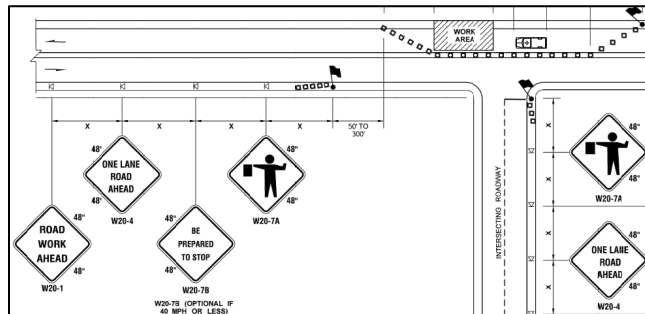 WORK
AREA
X
X
X
X
50' TO
300'
48"
ONE LANE
ROAD
AHEAD
48"
W20-4
48"
48"
W20-7A
48"
ROAD
WORK
AHEAD
48"
W20-1
48"
BE
PREPARED
TO STOP
48"
W20-7B
W20-7B (OPTIONAL IF
40 MPH OR LESS)
INTERSECTING ROADWAY
X
X
X
X
48"
48"
W20-7A
48"
ONE LANE
ROAD
AHEAD
48"
W20-4